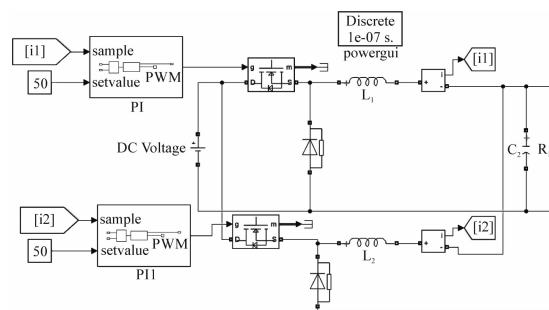 Discrete
1e-07 s.
powergui
[i1]
sample
50
setvalue
PWM
PI
g
m
D
S
L1
+
i
-
[i1]
DC Voltage
+
+
C2
R
[i2]
sample
50
setvalue
PWM
PI1
g
m
D
S
L2
+
i
-
[i2]